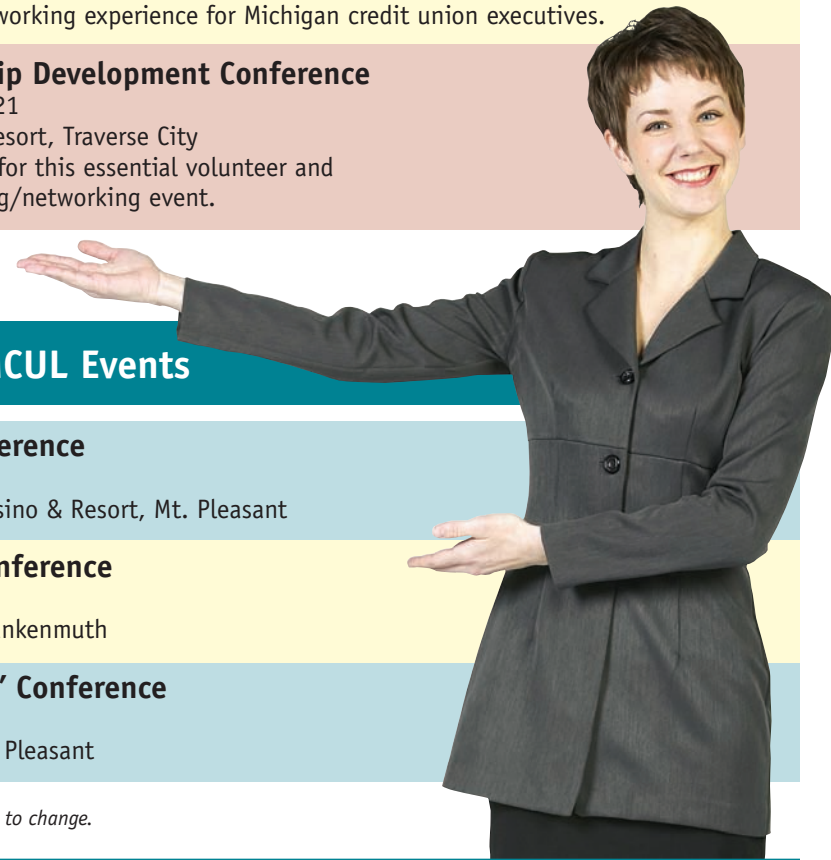 working experience for Michigan credit union executives.
ip Development Conference
21
esort, Traverse City
for this essential volunteer and
g/networking event.
CUL Events
erence
sino & Resort, Mt. Pleasant
nference
nkenmuth
’ Conference
Pleasant
to change.